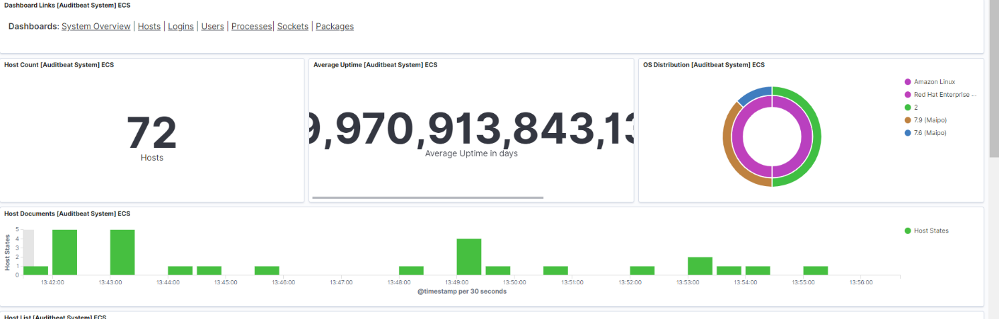 Dashboard Links [Auditbeat System] ECS
Dashboards: System Overview | Hosts | Logins | Users | Processes| Sockets | Packages
Host Count [Auditbeat System] ECS
72
Hosts
Average Uptime [Auditbeat System] ECS
9,970,913,843,13
Average Uptime in days
OS Distribution [Auditbeat System] ECS
Amazon Linux
Red Hat Enterprise ...
2
7.9 (Maipo)
7.6 (Maipo)
Host Documents [Auditbeat System] ECS
Host States
5
4
3
2
1
0
13:42:00 13:43:00 13:44:00 13:45:00 13:46:00 13:47:00 13:48:00 13:49:00 13:50:00 13:51:00 13:52:00 13:53:00 13:54:00 13:55:00 13:56:00
@timestamp per 30 seconds
Host States
Host List [Auditbeat System] ECS